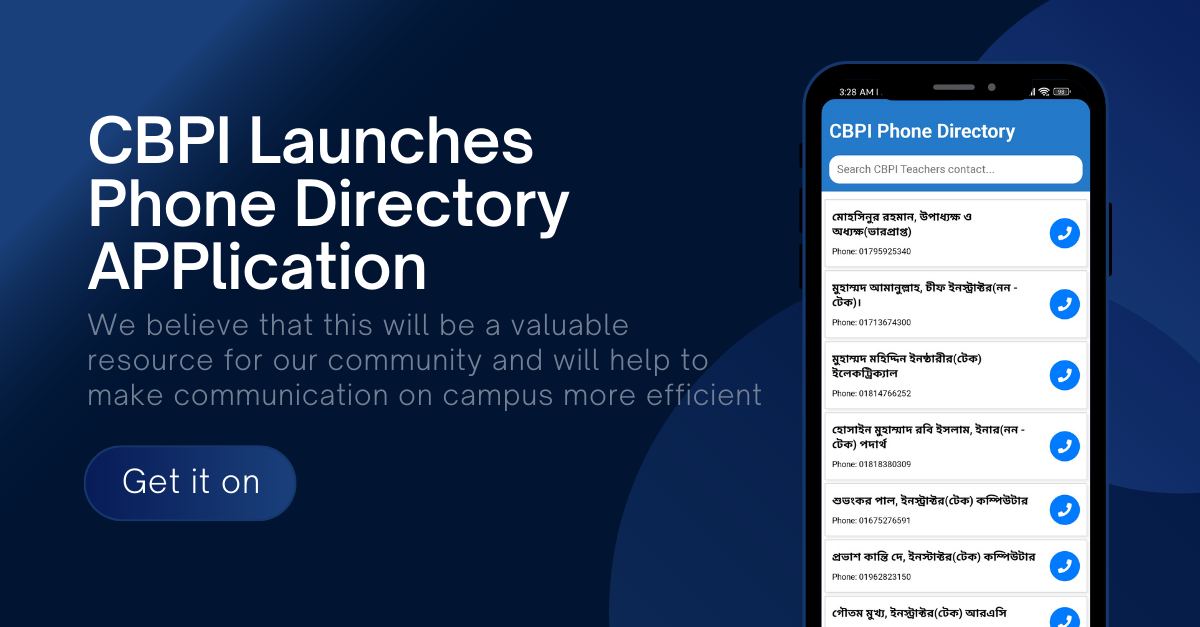 CBPI Launches
Phone Directory
APPlication
We believe that this will be a valuable
resource for our community and will help to
make communication on campus more efficient
Get it on
3:28 AM
CBPI Phone Directory
Search CBPI Teachers contact...
মোহসিনুর রহমান, উপাধ্যক্ষ ও
অধ্যক্ষ(ভারপ্রাপ্ত)
Phone: 01795925340
মুহাম্মদ আমানুল্লাহ, চীফ ইনস্ট্রাক্টর(নন -
টেক)।
Phone: 01713674300
মুহাম্মদ মহিদ্দিন ইনষ্ঠারীর(টেক)
ইলেকট্রিক্যাল
Phone: 01814766252
হোসাইন মুহাম্মাদ রবি ইসলাম, ইনার(নন -
টেক) পদার্থ
Phone: 01818380309
শুভংকর পাল, ইনস্ট্রাক্টর(টেক) কম্পিউটার
Phone: 01675276591
প্রভাশ কান্তি দে, ইনস্টাক্টর(টেক) কম্পিউটার
Phone: 01962823150
গৌতম মুখ্য, ইনস্ট্রাক্টর(টেক) আরএসি